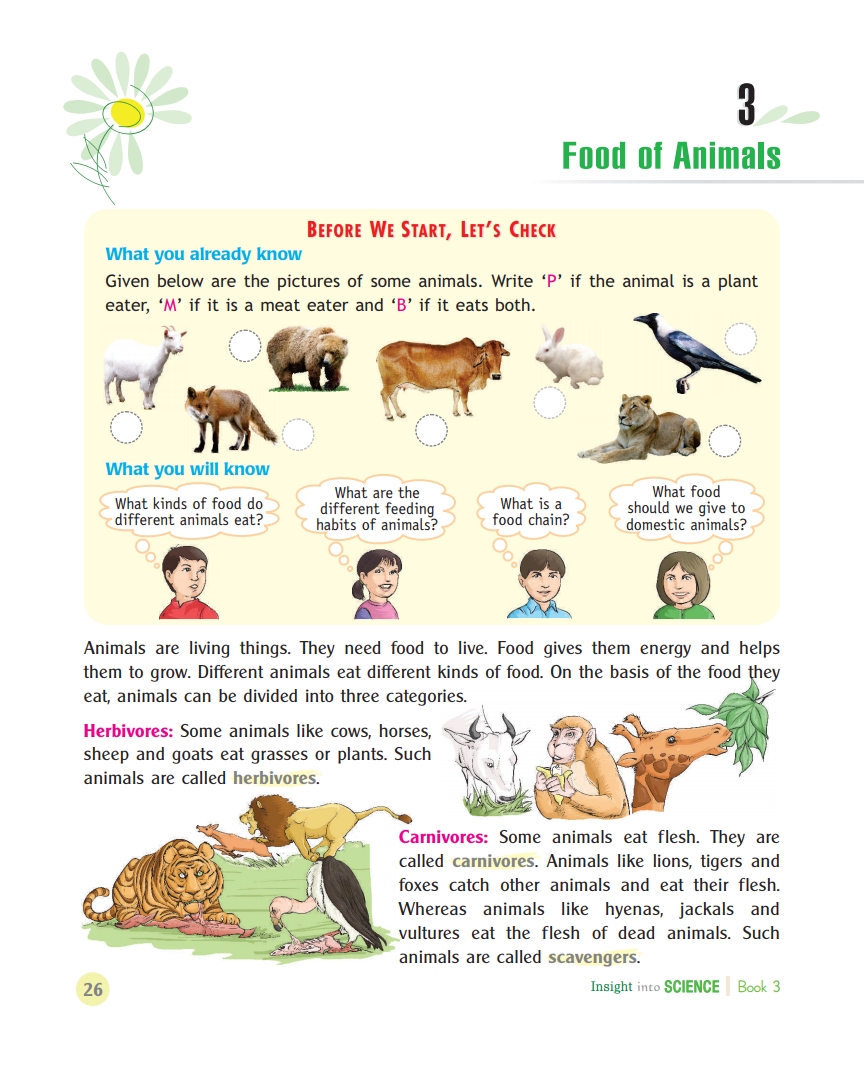 3
Food of Animals
BEFORE WE START, LET'S CHECK
What you already know
Given below are the pictures of some animals. Write ‘P’ if the animal is a plant
eater, ‘M’ if it is a meat eater and ‘B’ if it eats both.
What you will know
What kinds of food do
different animals eat?
What are the
different feeding
habits of animals?
What is a
food chain?
What food
should we give to
domestic animals?
Animals are living things. They need food to live. Food gives them energy and helps
them to grow. Different animals eat different kinds of food. On the basis of the food they
eat, animals can be divided into three categories.
Herbivores: Some animals like cows, horses,
sheep and goats eat grasses or plants. Such
animals are called herbivores.
Carnivores: Some animals eat flesh. They are
called carnivores. Animals like lions, tigers and
foxes catch other animals and eat their flesh.
Whereas animals like hyenas, jackals and
vultures eat the flesh of dead animals. Such
animals are called scavengers.
26
Insight into SCIENCE | Book 3